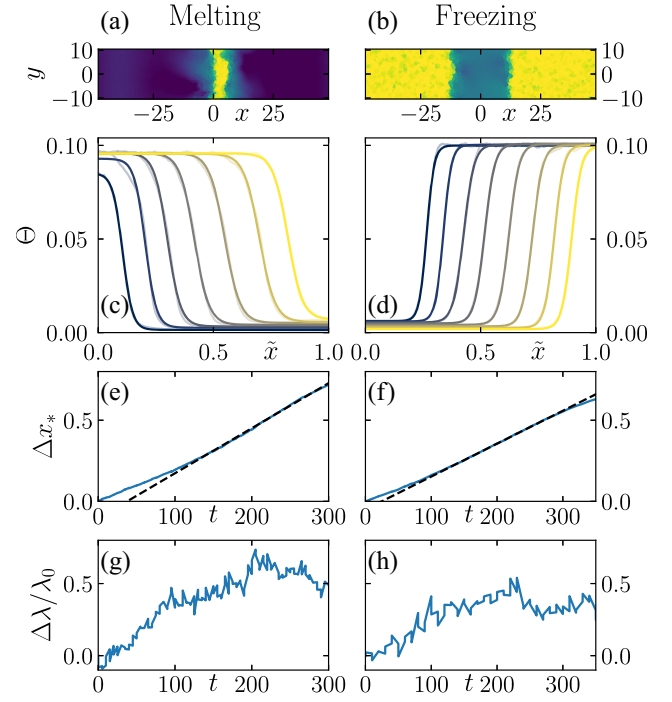 Melting Freezing
(a) (b)
y 10 0 −10 10 0 −10
−25 0 x 25 −25 0 x 25
(c) (d)
Θ 0.10 0.05 0.00 0.10 0.05 0.00
0.0 0.5 x̃ 1.0 0.0 0.5 x̃ 1.0
(e) (f)
Δx* 0.5 0.0 0.5 0.0
0 100 t 200 300 0 100 t 200 300
(g) (h)
Δλ/λ0 0.5 0.0 0.5 0.0
0 100 t 200 300 0 100 t 200 300